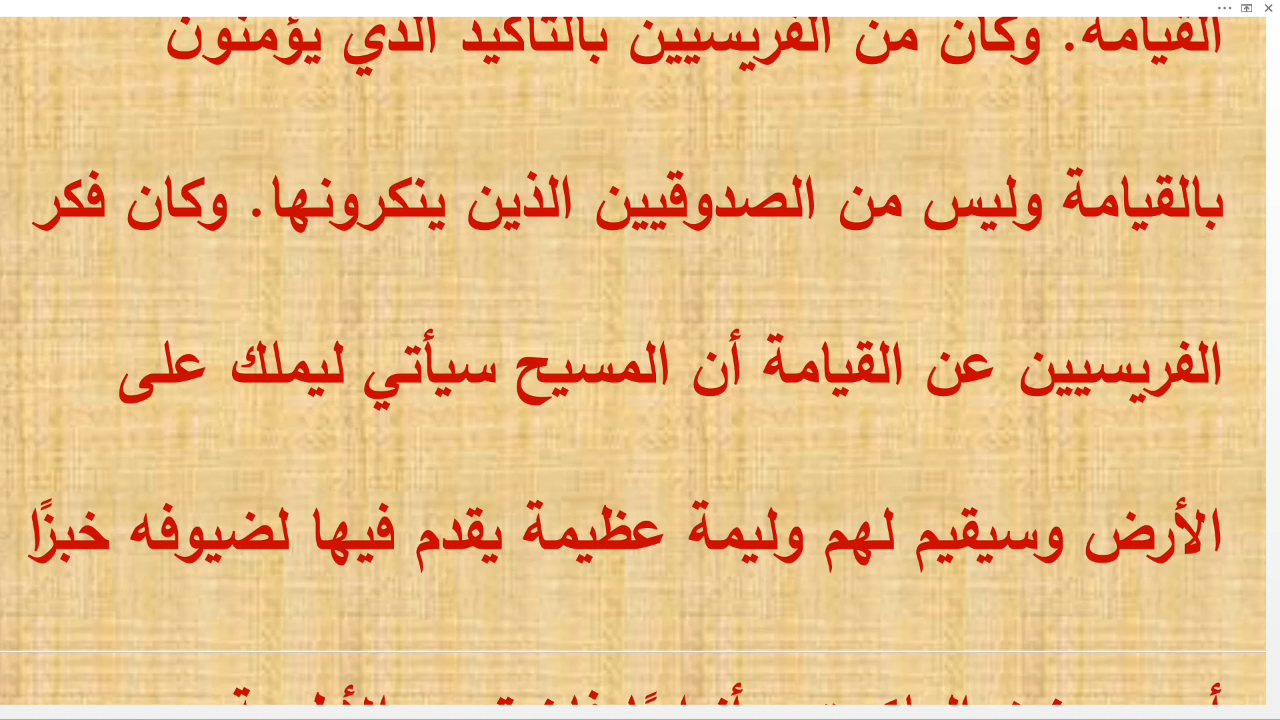 القيامة. وكان من الفريسيين بالتأكيد الذي يؤمنون
بالقيامة وليس من الصدوقيين الذين ينكرونها. وكان فكر
الفريسيين عن القيامة أن المسيح سيأتي ليملك على
الأرض وسيقيم لهم وليمة عظيمة يقدم فيها لضيوفه خبزًا